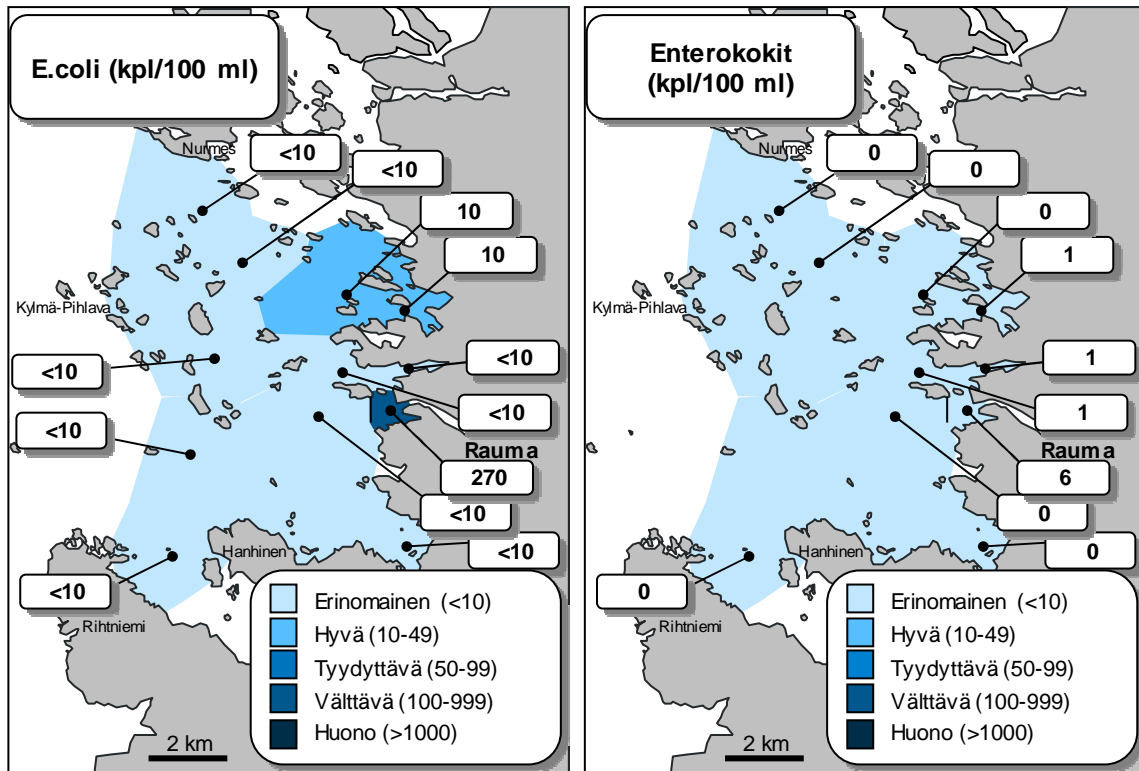 E.coli (kpl/100 ml)
Nurmes
<10
<10
10
10
Kylmä-Pihlava
<10
<10
<10
<10
Rauma
270
<10
Hanhinen
<10
<10
Rihtniemi
Erinomainen (<10)
Hyvä (10-49)
Tyydyttävä (50-99)
Välttävä (100-999)
Huono (>1000)
2 km
Enterokokit
(kpl/100 ml)
Nurmes
0
0
0
1
Kylmä-Pihlava
1
1
Rauma
6
0
Hanhinen
0
0
Rihtniemi
Erinomainen (<10)
Hyvä (10-49)
Tyydyttävä (50-99)
Välttävä (100-999)
Huono (>1000)
2 km